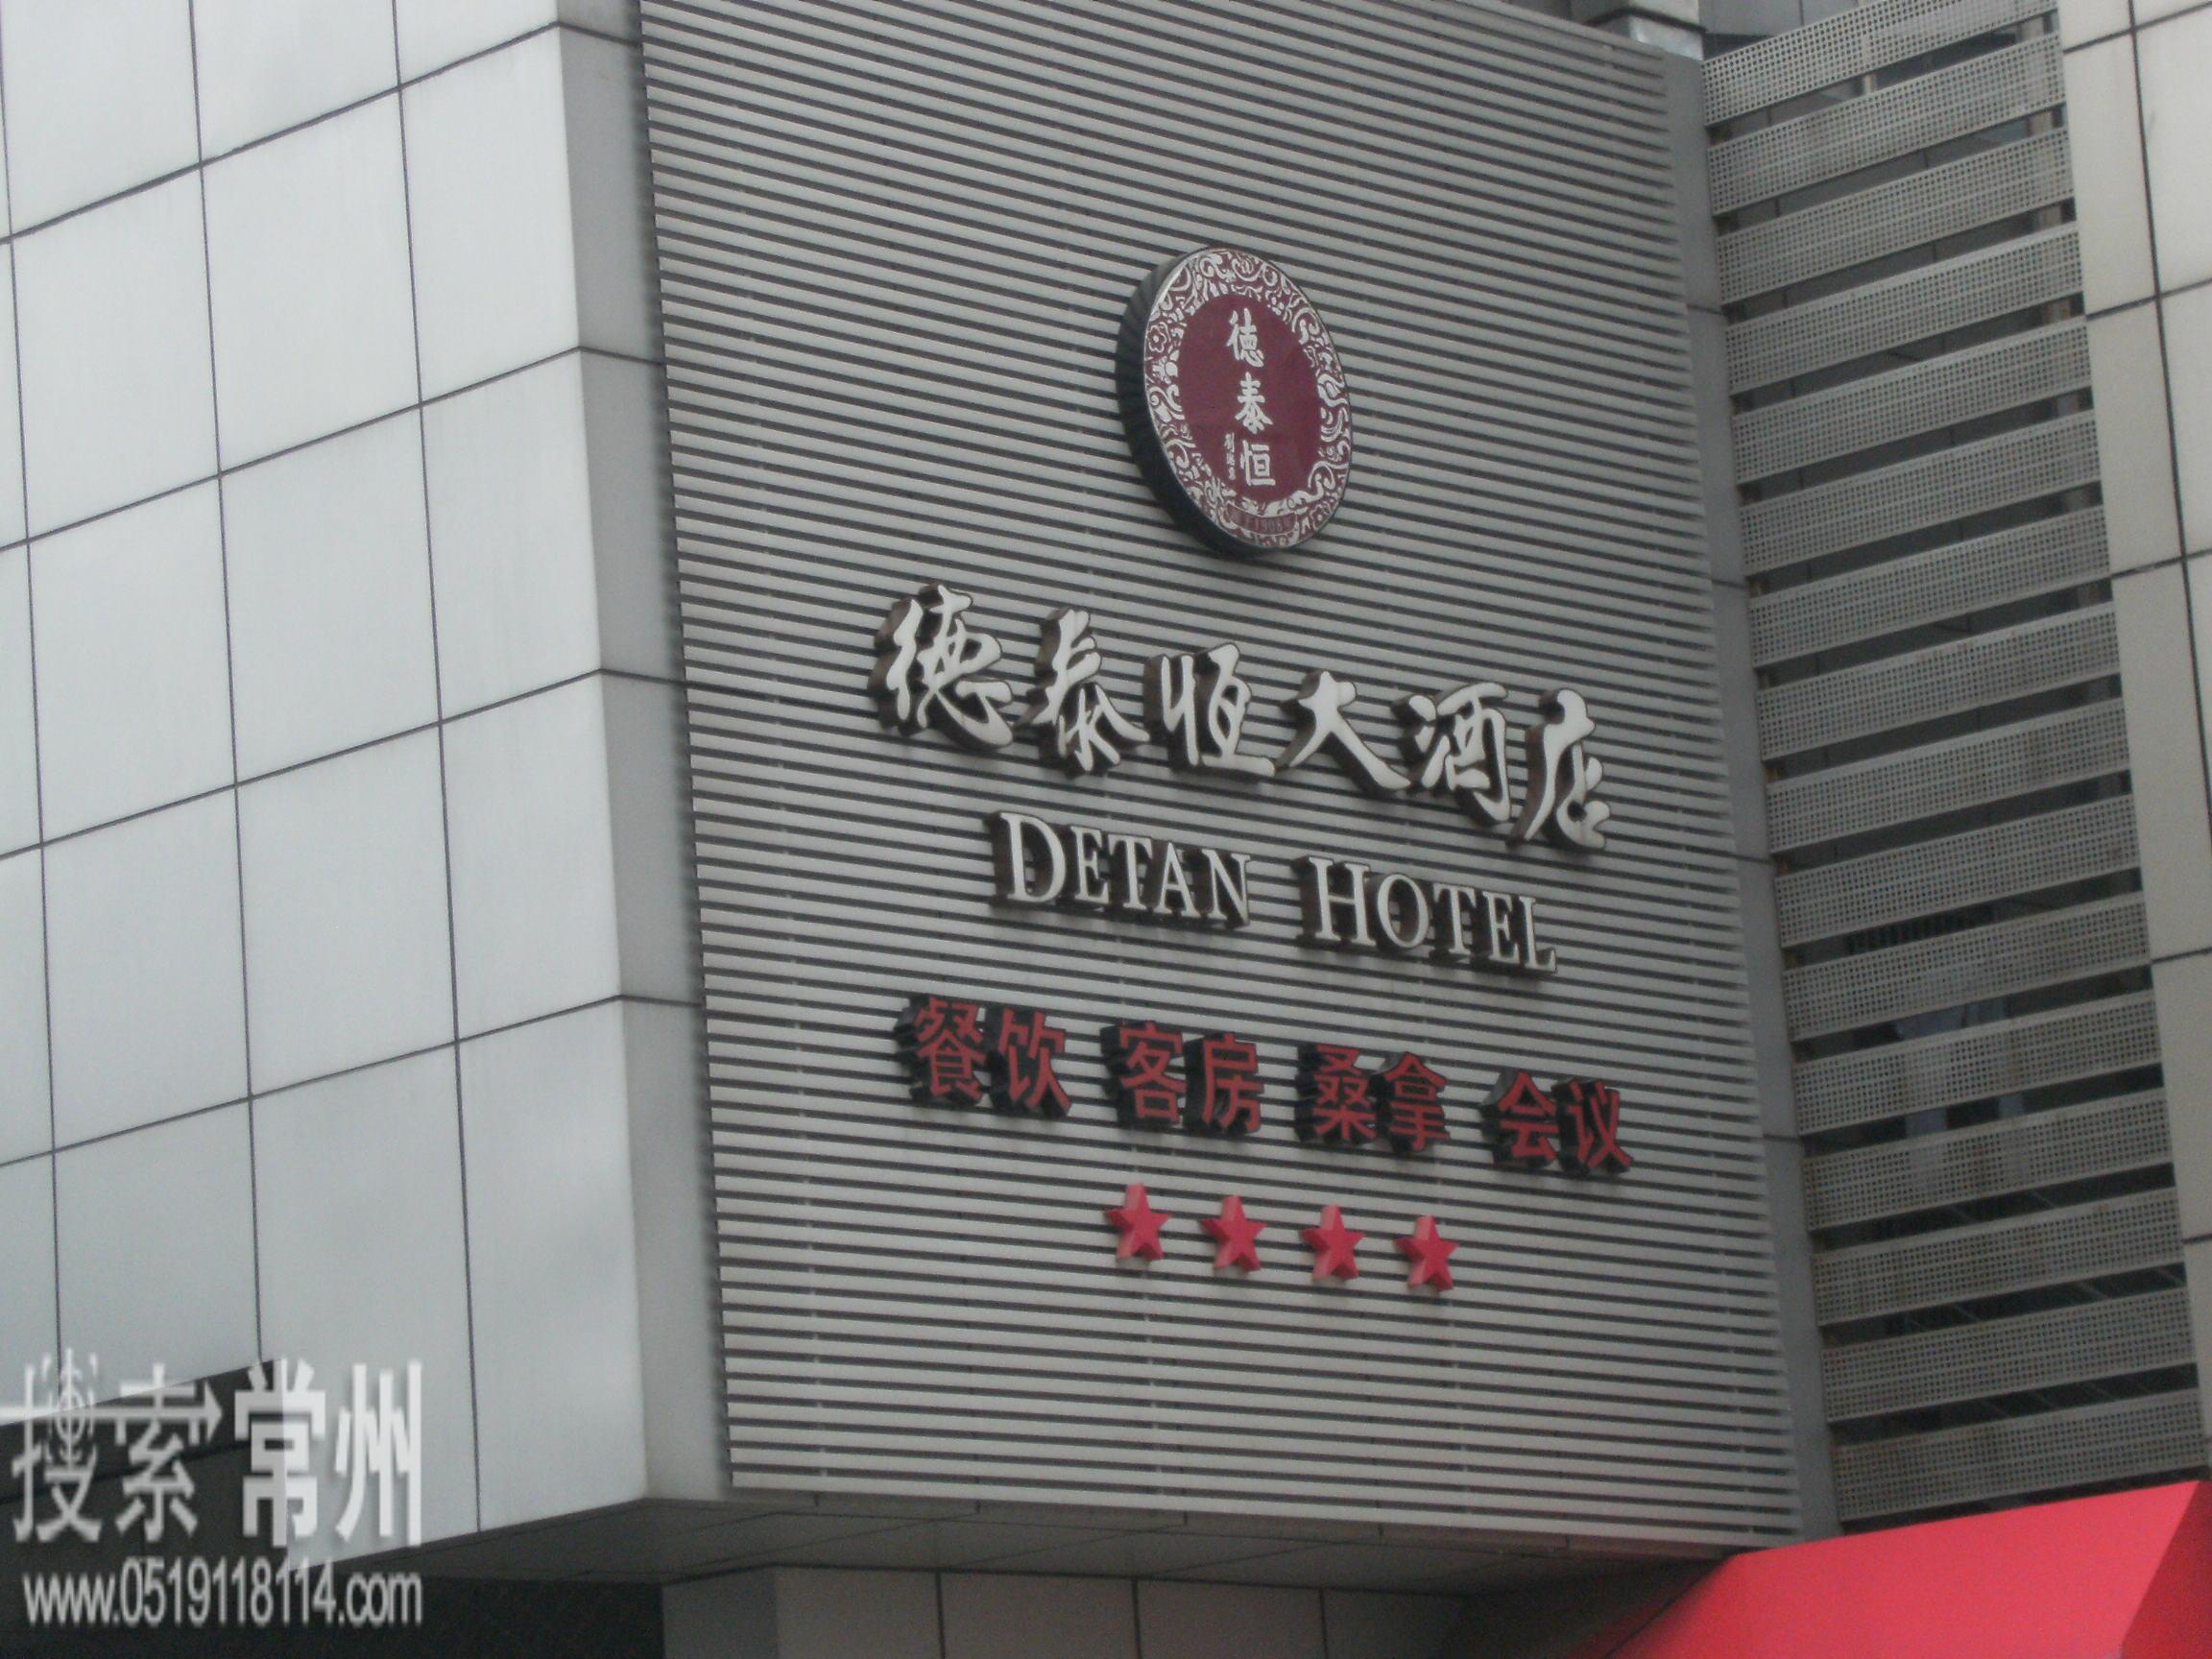 德
泰
恒
1908
德泰恒大酒店
DETAN HOTEL
餐饮 客房 桑拿 会议
搜索常州
www.0519118114.com